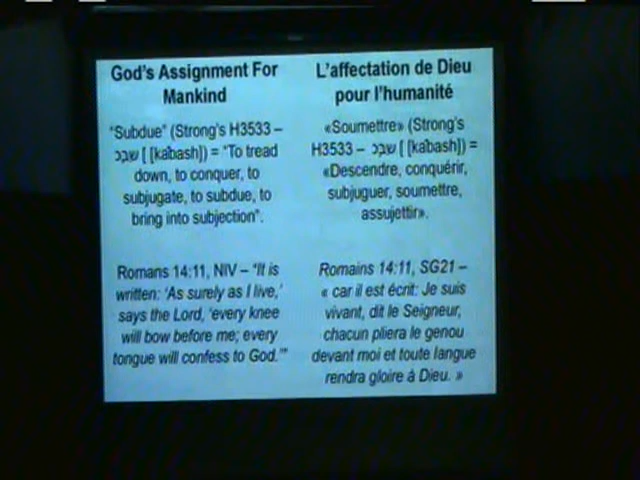 God's Assignment For
Mankind
"Subdue" (Strong's H3533 –
כבש [ [kâbash]) = "To tread
down, to conquer, to
subjugate, to subdue, to
bring into subjection".
Romans 14:11, NIV – "It is
written: 'As surely as I live,'
says the Lord, 'every knee
will bow before me; every
tongue will confess to God.'"
L'affectation de Dieu
pour l'humanité
«Soumettre» (Strong's
H3533 – כבש [ [kâbash]) =
«Descendre, conquérir,
subjuguer, soumettre,
assujettir».
Romains 14:11, SG21 –
« car il est écrit: Je suis
vivant, dit le Seigneur,
chacun pliera le genou
devant moi et toute langue
rendra gloire à Dieu. »